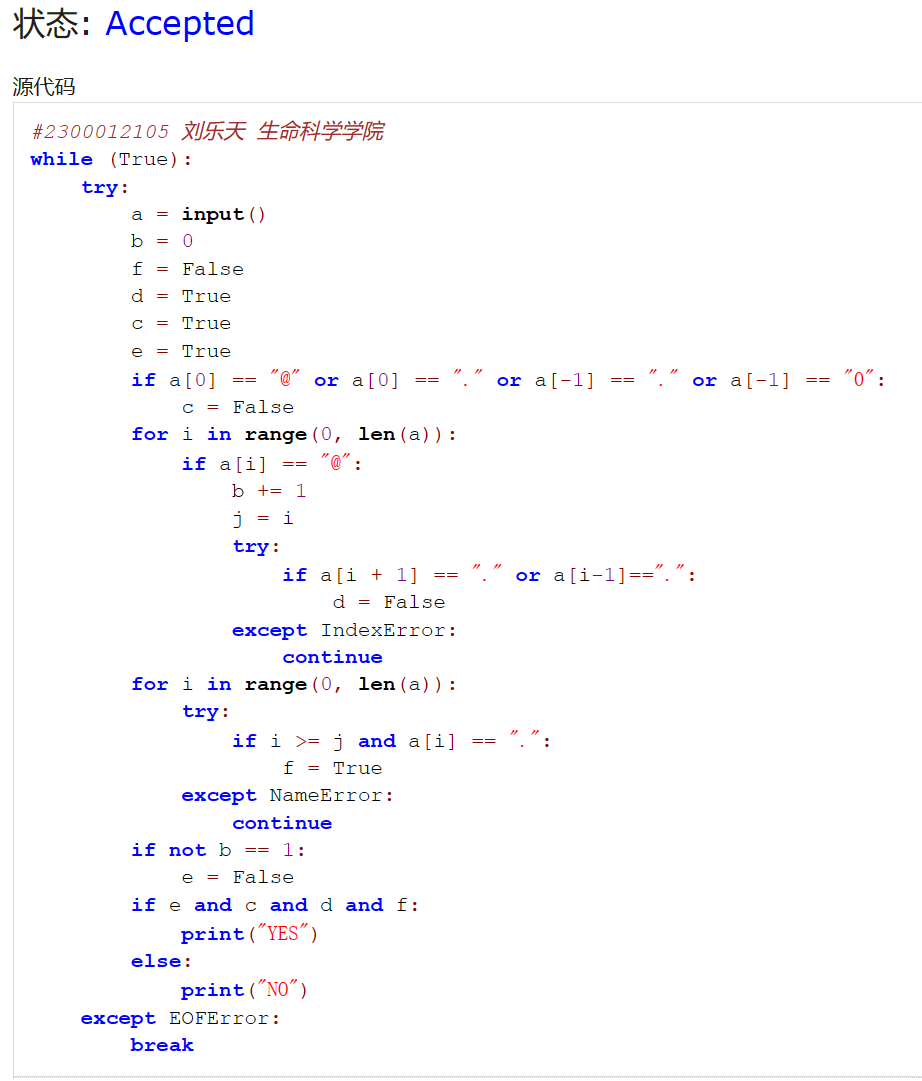 状态: Accepted
源代码
#2300012105 刘乐天 生命科学学院
while (True):
    try:
        a = input()
        b = 0
        f = False
        d = True
        c = True
        e = True
        if a[0] == "@" or a[0] == "." or a[-1] == "." or a[-1] == "0":
            c = False
        for i in range(0, len(a)):
            if a[i] == "@":
                b += 1
                j = i
                try:
                    if a[i + 1] == "." or a[i-1]==".":
                        d = False
                except IndexError:
                    continue
        for i in range(0, len(a)):
            try:
                if i >= j and a[i] == ".":
                    f = True
            except NameError:
                continue
        if not b == 1:
            e = False
        if e and c and d and f:
            print("YES")
        else:
            print("NO")
    except EOFError:
        break